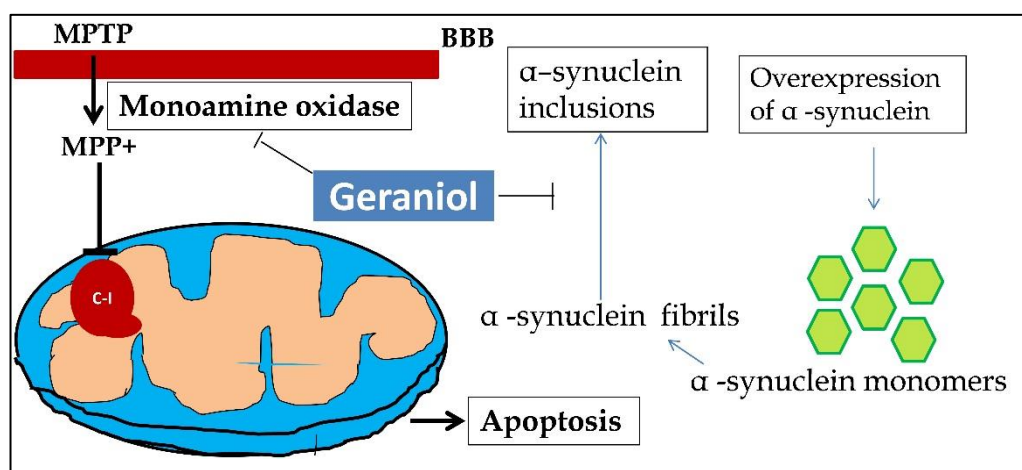 MPTP
BBB
Monoamine oxidase
MPP+
α–synuclein
inclusions
Overexpression
of α -synuclein
Geraniol
C-I
α -synuclein fibrils
α -synuclein monomers
Apoptosis